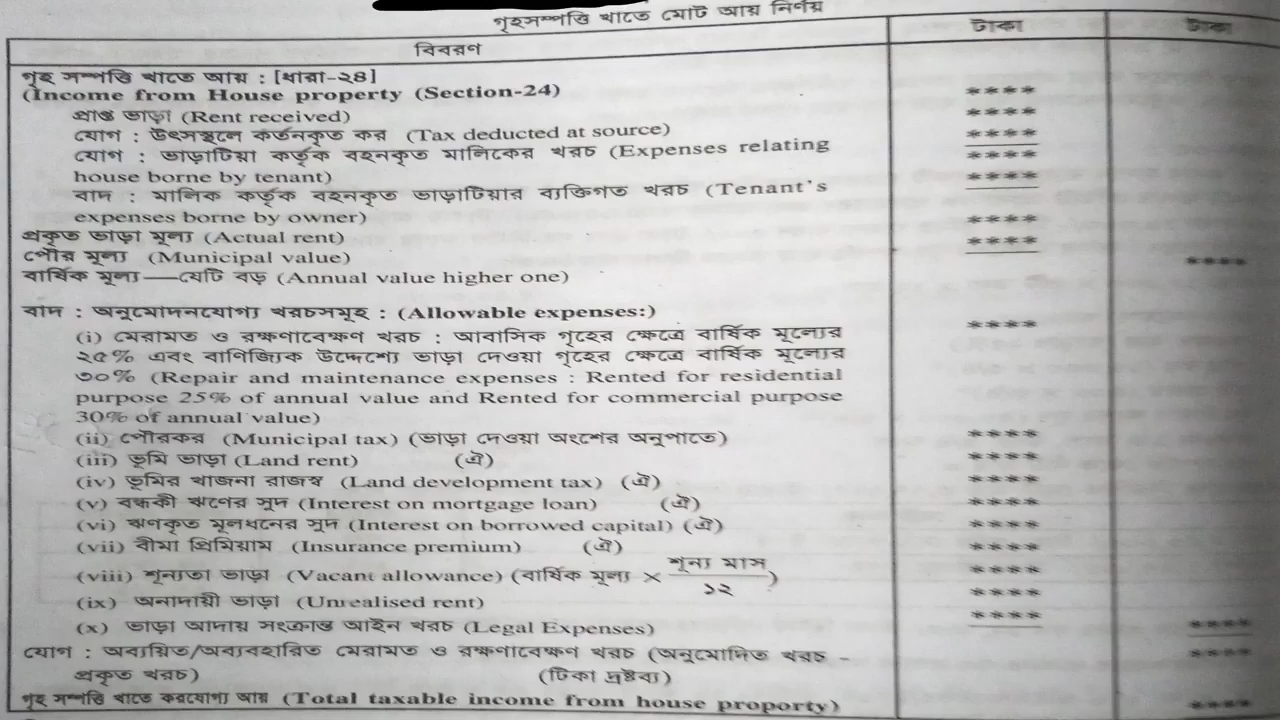 গৃহসম্পত্তি খাতে মোট আয় নির্ণয়
বিবরণ টাকা টাকা
গৃহ সম্পত্তি খাতে আয় : [ধারা-২৪]
(Income from House property (Section-24) ****
প্রাপ্ত ভাড়া (Rent received) ****
যোগ : উৎসস্থলে কর্তনকৃত কর (Tax deducted at source) ****
যোগ : ভাড়াটিয়া কর্তৃক বহনকৃত মালিকের খরচ (Expenses relating ****
house borne by tenant) ****
বাদ : মালিক কর্তৃক বহনকৃত ভাড়াটিয়ার ব্যক্তিগত খরচ (Tenant's
expenses borne by owner) ****
প্রকৃত ভাড়া মূল্য (Actual rent) ****
পৌর মূল্য (Municipal value) ****
বার্ষিক মূল্য—যেটি বড় (Annual value higher one)
বাদ : অনুমোদনযোগ্য খরচসমূহ : (Allowable expenses:)
(i) মেরামত ও রক্ষণাবেক্ষণ খরচ : আবাসিক গৃহের ক্ষেত্রে বার্ষিক মূল্যের ****
২৫% এবং বাণিজ্যিক উদ্দেশ্যে ভাড়া দেওয়া গৃহের ক্ষেত্রে বার্ষিক মূল্যের
৩০% (Repair and maintenance expenses : Rented for residential
purpose 25% of annual value and Rented for commercial purpose
30% of annual value)
(ii) পৌরকর (Municipal tax) (ভাড়া দেওয়া অংশের অনুপাতে) ****
(iii) ভূমি ভাড়া (Land rent) (ঐ) ****
(iv) ভূমির খাজনা রাজস্ব (Land development tax) (ঐ) ****
(v) বন্ধকী ঋণের সুদ (Interest on mortgage loan) (ঐ) ****
(vi) ঋণকৃত মূলধনের সুদ (Interest on borrowed capital) (ঐ) ****
(vii) বীমা প্রিমিয়াম (Insurance premium) (ঐ) ****
(viii) শূন্যতা ভাড়া (Vacant allowance) (বার্ষিক মূল্য × শূন্য মাস / ১২) ****
(ix) অনাদায়ী ভাড়া (Unrealised rent) ****
(x) ভাড়া আদায় সংক্রান্ত আইন খরচ (Legal Expenses) **** ****
যোগ : অব্যয়িত/অব্যবহারিত মেরামত ও রক্ষণাবেক্ষণ খরচ (অনুমোদিত খরচ - ****
প্রকৃত খরচ) (টিকা দ্রষ্টব্য)
গৃহ সম্পত্তি খাতে করযোগ্য আয় (Total taxable income from house proporty) ****